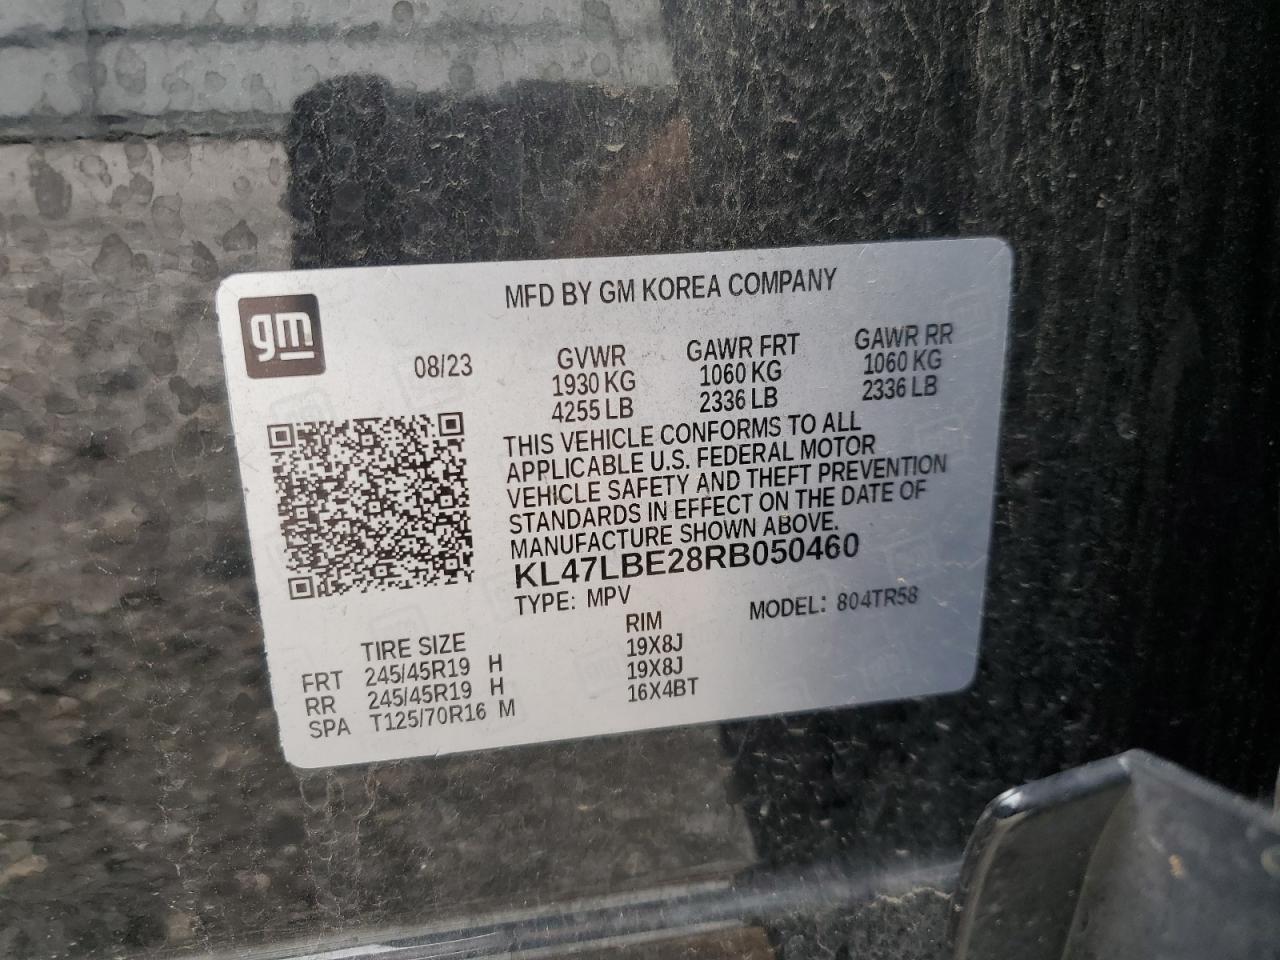 gm
MFD BY GM KOREA COMPANY
08/23
GVWR GAWR FRT GAWR RR
1930 KG 1060 KG 1060 KG
4255 LB 2336 LB 2336 LB
THIS VEHICLE CONFORMS TO ALL
APPLICABLE U.S. FEDERAL MOTOR
VEHICLE SAFETY AND THEFT PREVENTION
STANDARDS IN EFFECT ON THE DATE OF
MANUFACTURE SHOWN ABOVE.
KL47LBE28RB050460
TYPE: MPV MODEL: 804TR58
TIRE SIZE RIM
FRT 245/45R19 H 19X8J
RR 245/45R19 H 19X8J
SPA T125/70R16 M 16X4BT